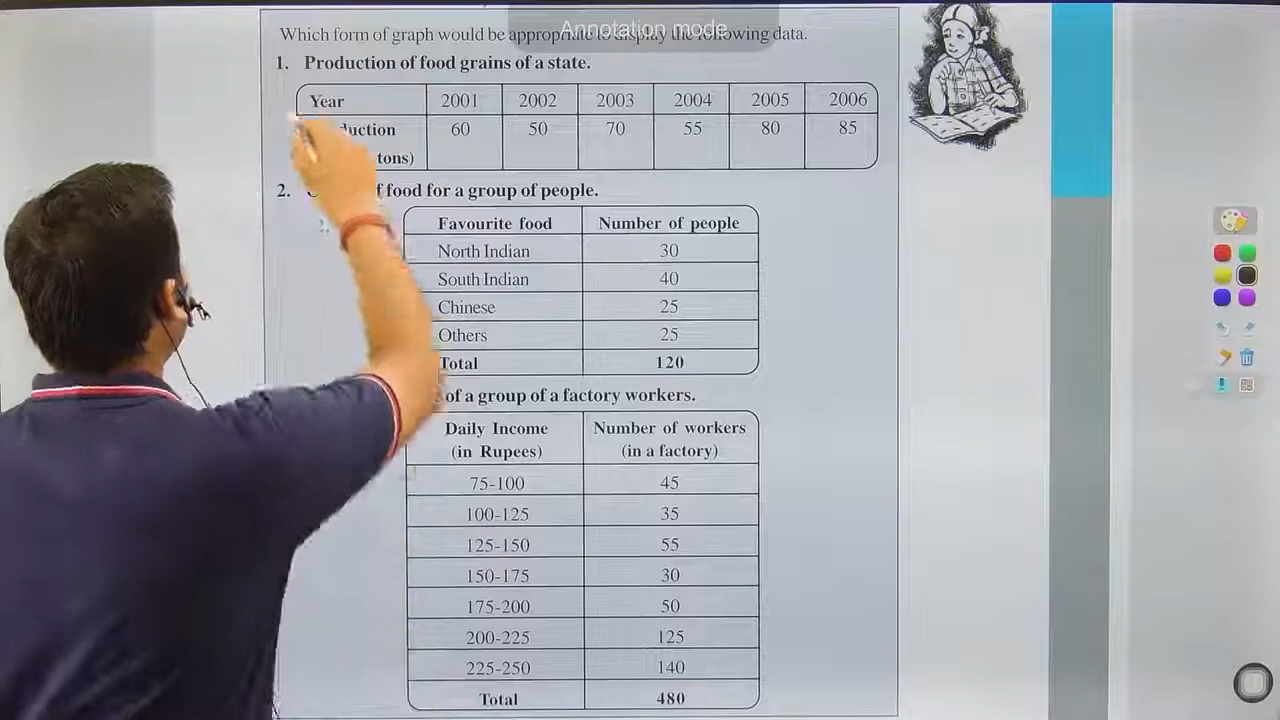 Annotation mode
Which form of graph would be appropriate to display the following data.
1. Production of food grains of a state.
Year 2001 2002 2003 2004 2005 2006
60 50 70 55 80 85
tons)
2. food for a group of people.
Favourite food Number of people
North Indian 30
South Indian 40
Chinese 25
Others 25
Total 120
of a group of a factory workers.
Daily Income Number of workers
(in Rupees) (in a factory)
75-100 45
100-125 35
125-150 55
150-175 30
175-200 50
200-225 125
225-250 140
Total 480